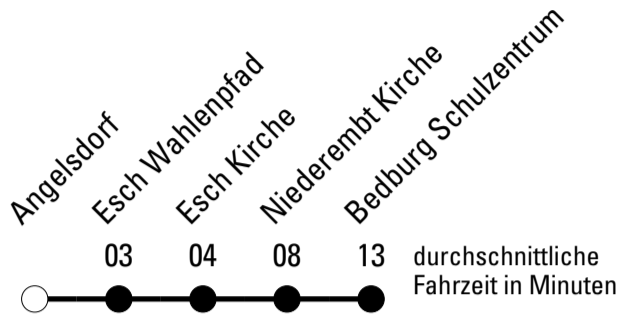 Angelsdorf
Esch Wahlenpfad
Esch Kirche
Niederembt Kirche
Bedburg Schulzentrum
03 04 08 13
durchschnittliche
Fahrzeit in Minuten